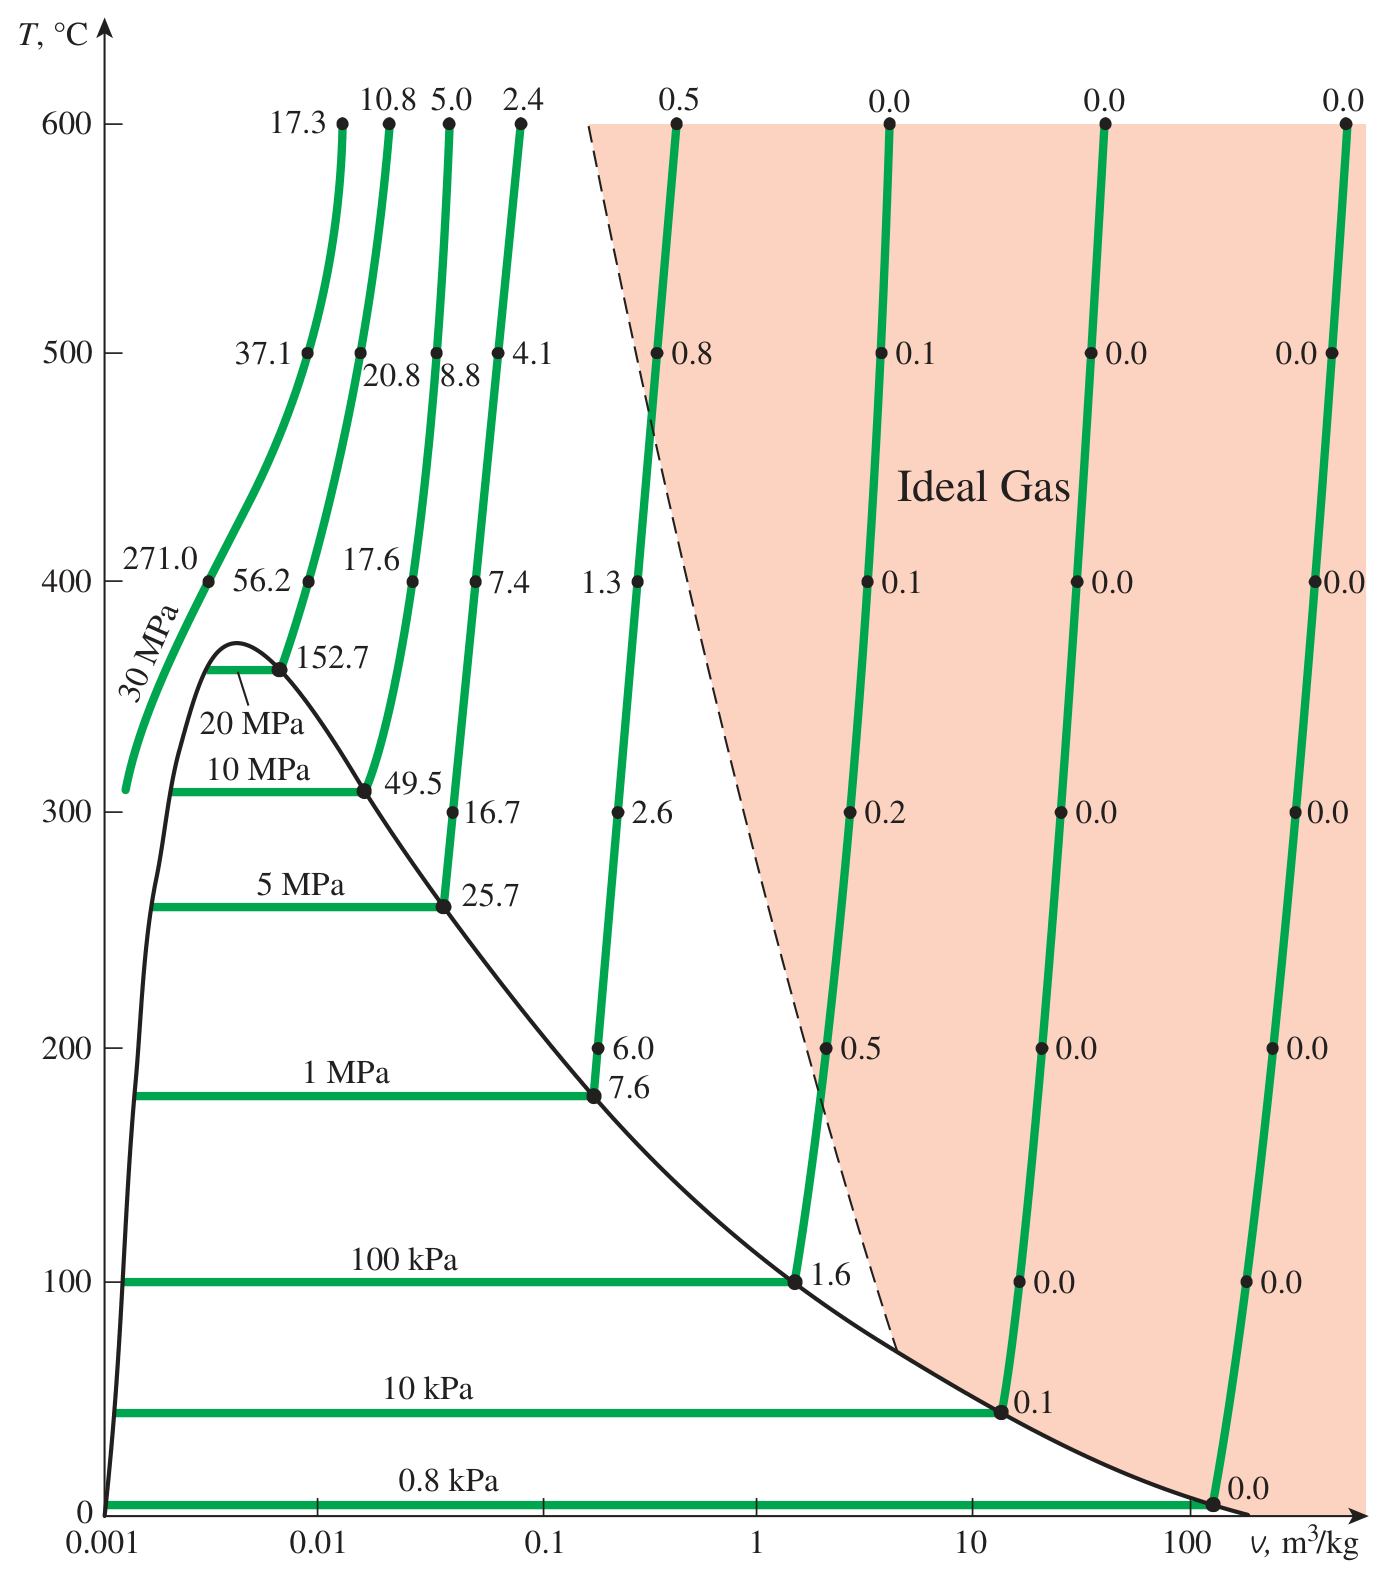 T, °C
10.8 5.0 2.4 0.5 0.0 0.0 0.0
600 17.3
500 37.1 20.8 8.8 4.1 0.8 0.1 0.0 0.0
Ideal Gas
400 271.0 56.2 17.6 7.4 1.3 0.1 0.0 0.0
30 MPa
152.7
20 MPa
10 MPa 49.5
300 16.7 2.6 0.2 0.0 0.0
5 MPa 25.7
200 6.0 0.5 0.0 0.0
1 MPa 7.6
100 kPa 1.6
100 0.0 0.0
10 kPa 0.1
0.8 kPa 0.0
0
0.001 0.01 0.1 1 10 100 ν, m³/kg